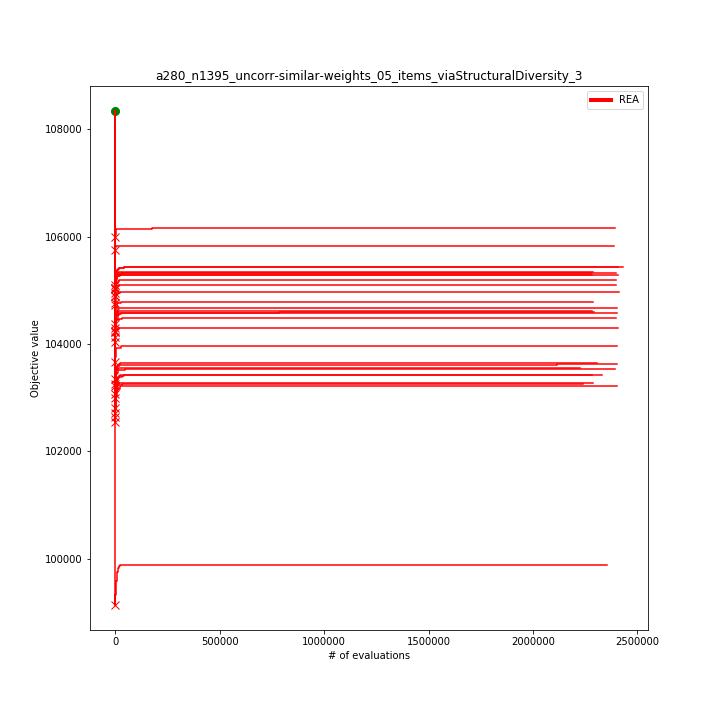 a280_n1395_uncorr-similar-weights_05_items_viaStructuralDiversity_3
REA
108000
106000
104000
102000
100000
Objective value
0
500000
1000000
1500000
2000000
2500000
# of evaluations